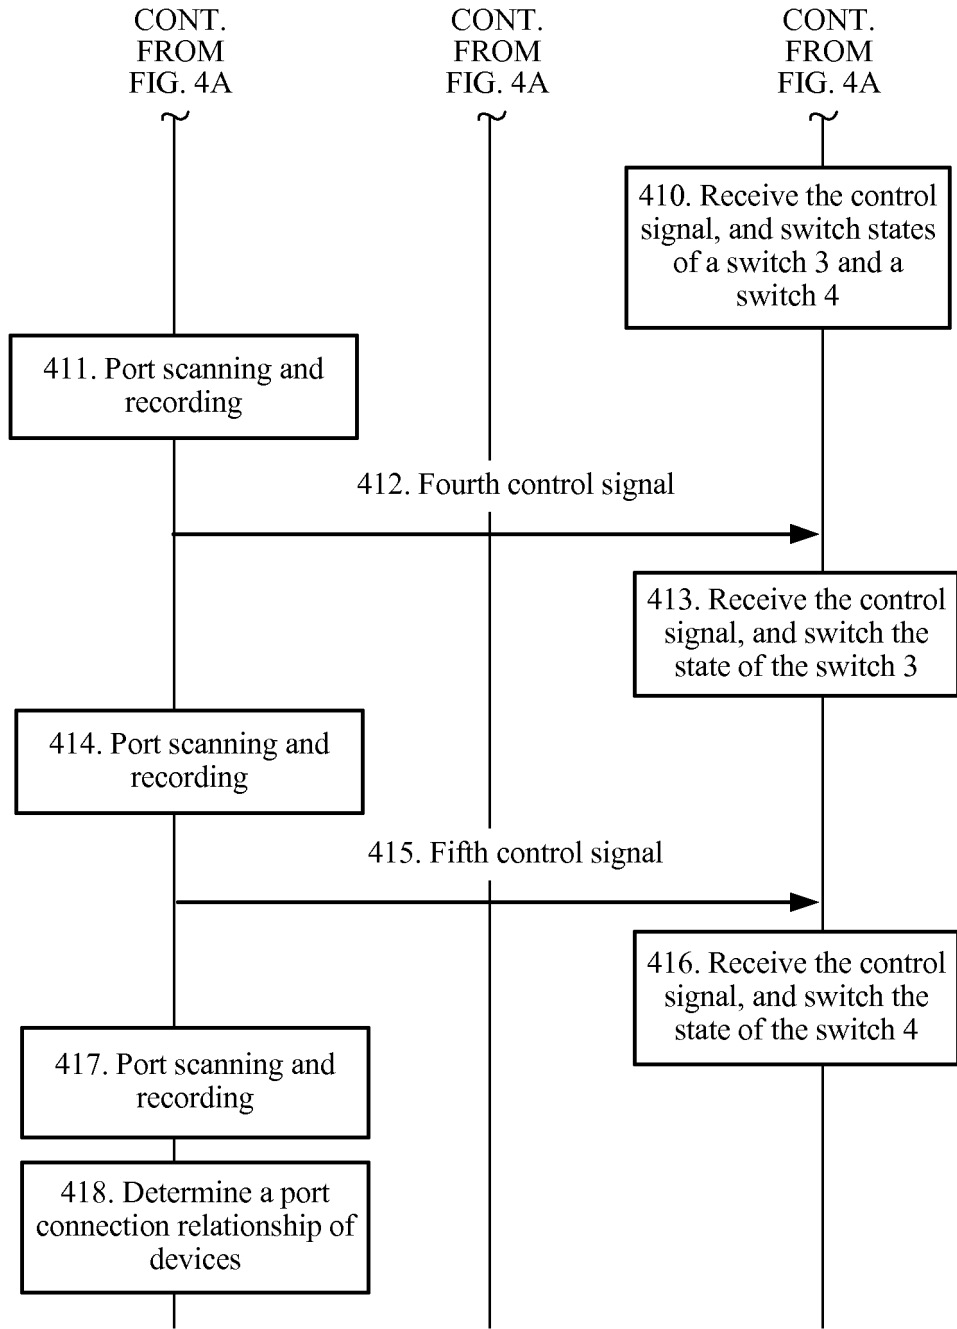 CONT.
FROM
FIG. 4A
CONT.
FROM
FIG. 4A
CONT.
FROM
FIG. 4A
410. Receive the control
signal, and switch states
of a switch 3 and a
switch 4
411. Port scanning and
recording
412. Fourth control signal
413. Receive the control
signal, and switch the
state of the switch 3
414. Port scanning and
recording
415. Fifth control signal
416. Receive the control
signal, and switch the
state of the switch 4
417. Port scanning and
recording
418. Determine a port
connection relationship of
devices